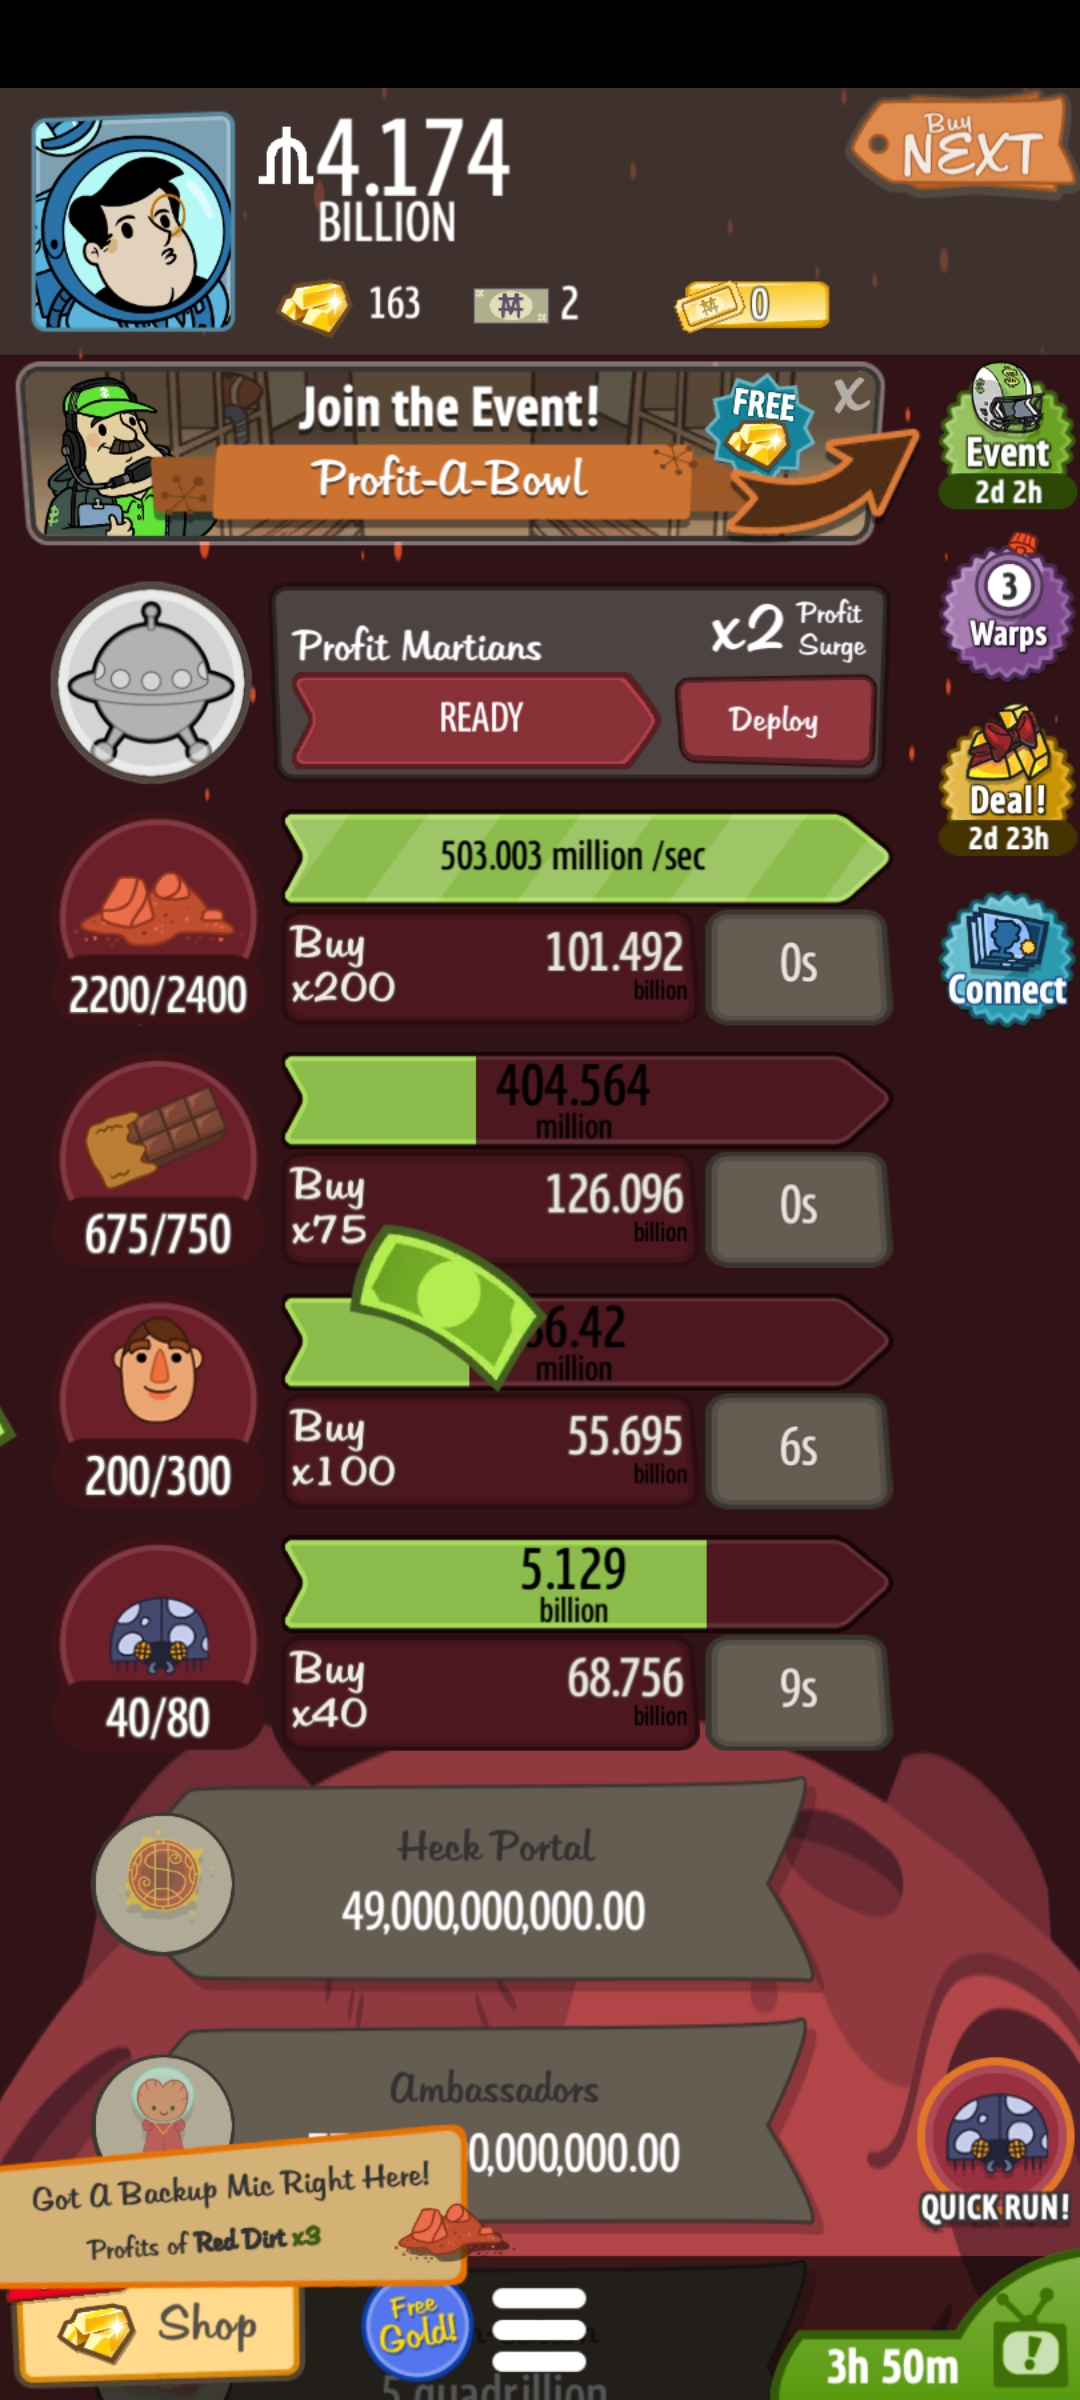 4.174
BILLION
Buy
NEXT
163
2
0
Join the Event!
Profit-A-Bowl
FREE
X
Event
2d 2h
3
Warps
Profit Martians
x2 Profit
Surge
READY
Deploy
Deal!
2d 23h
503.003 million /sec
Buy
x200
101.492
billion
0s
2200/2400
Connect
404.564
million
Buy
x75
126.096
billion
0s
675/750
6.42
million
Buy
x100
55.695
billion
6s
200/300
5.129
billion
Buy
x40
68.756
billion
9s
40/80
Heck Portal
49,000,000,000.00
Ambassadors
0,000,000.00
Got A Backup Mic Right Here!
Profits of Red Dirt x3
QUICK RUN!
Shop
Free
Gold!
3h 50m
5 quadrillion